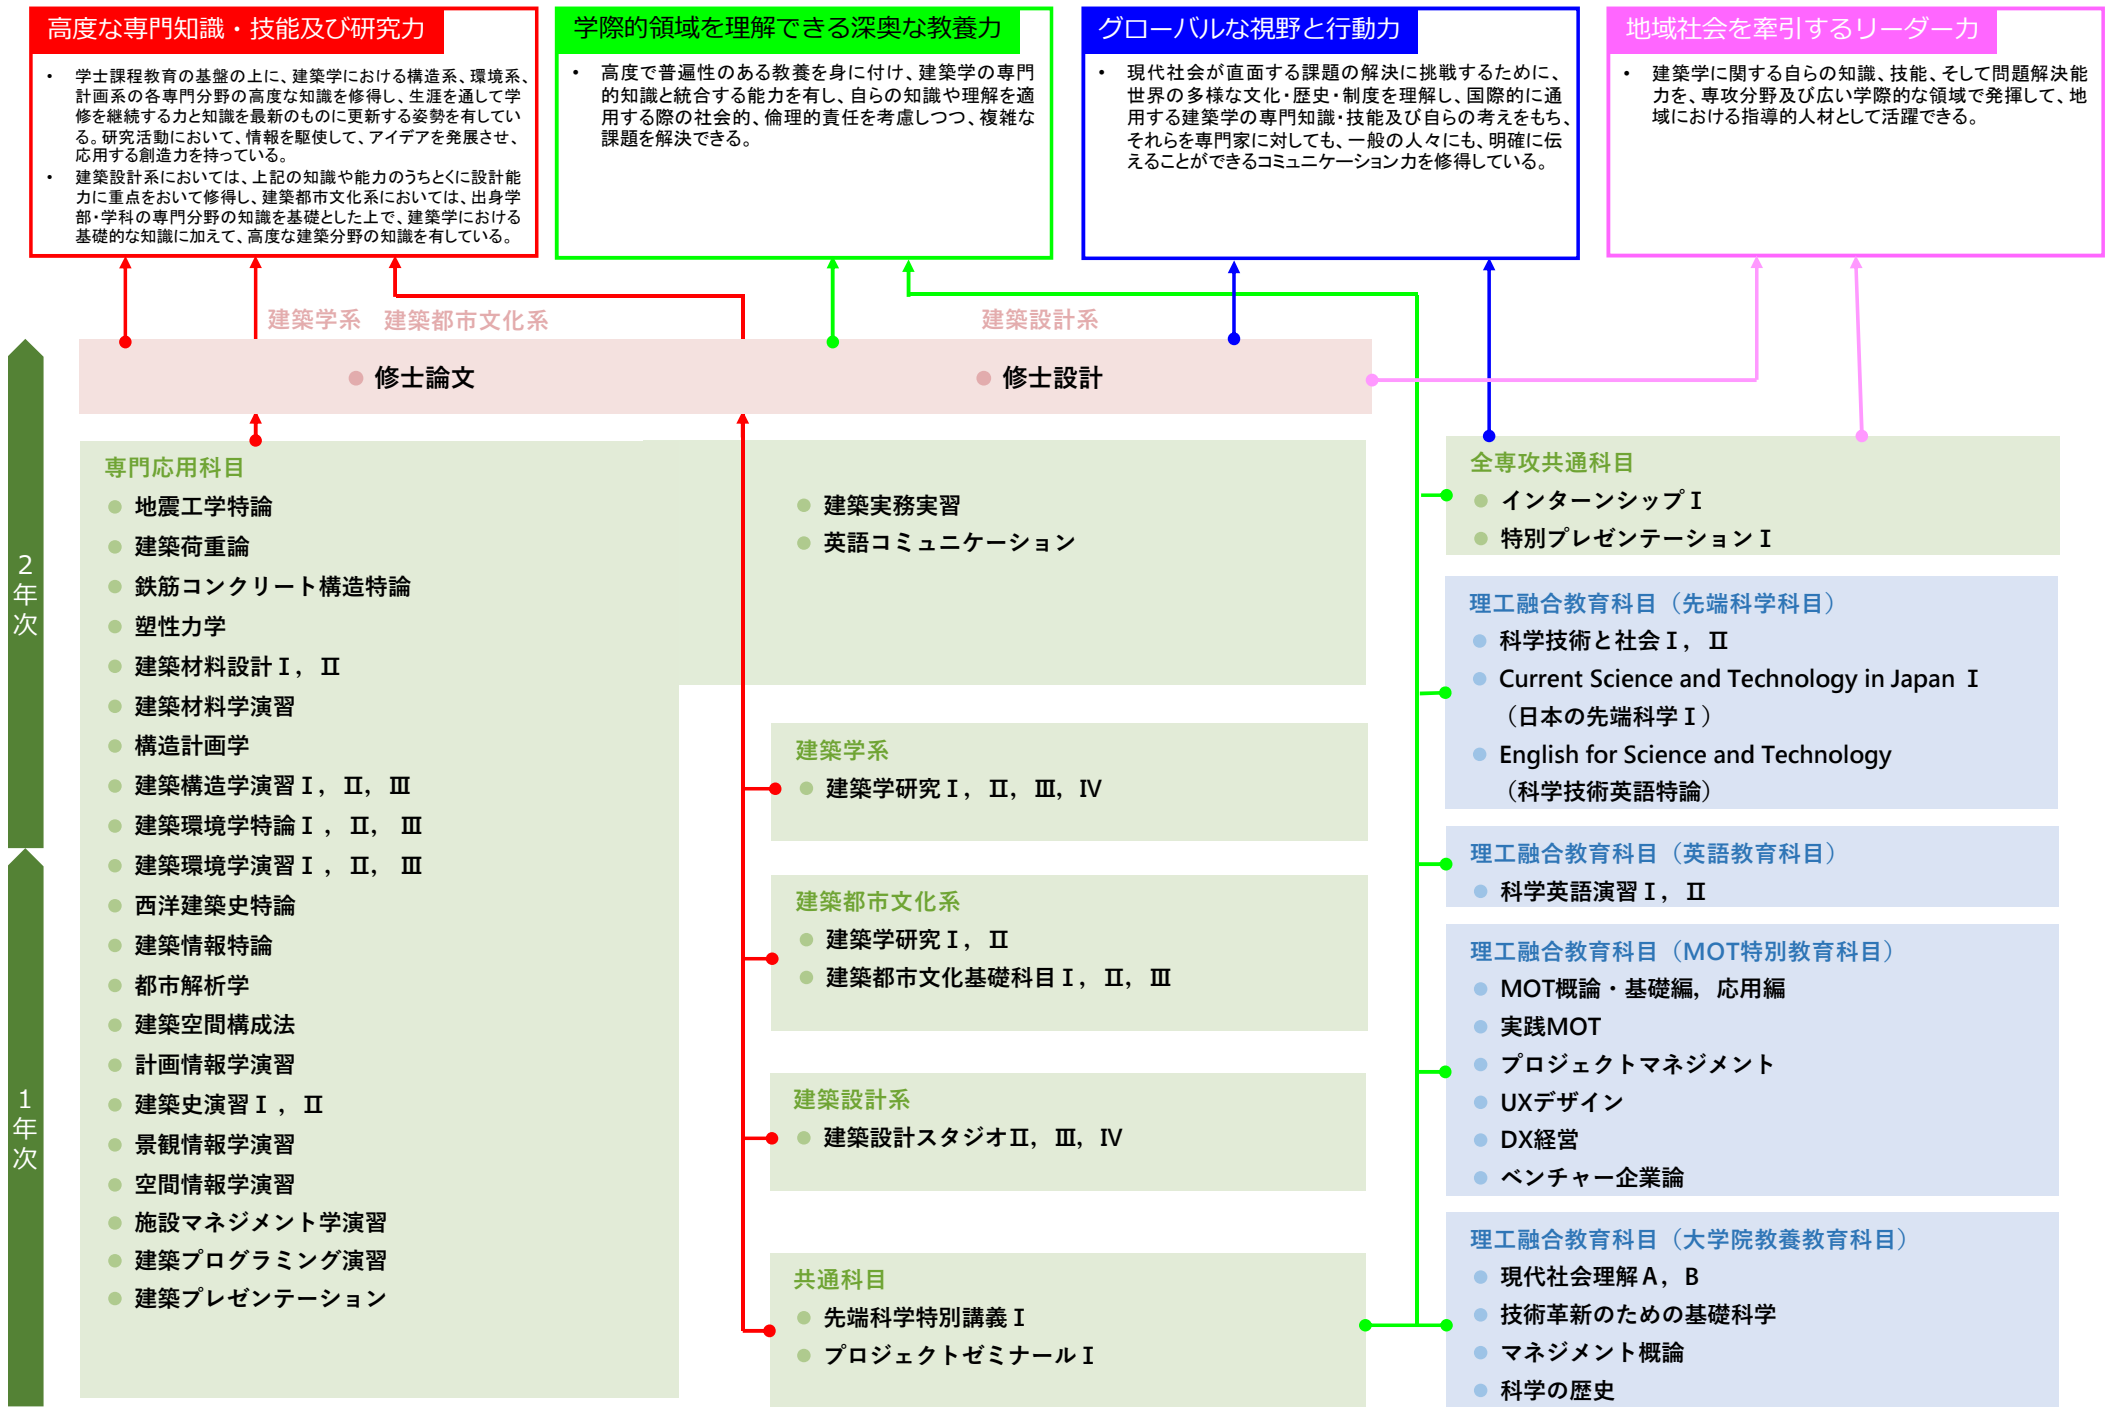 高度な専門知識・技能及び研究力
・ 学士課程教育の基盤の上に、建築学における構造系、環境系、
計画系の各専門分野の高度な知識を修得し、生涯を通して学
修を継続する力と知識を最新のものに更新する姿勢を有してい
る。研究活動において、情報を駆使して、アイデアを発展させ、
応用する創造力を持っている。
・ 建築設計系においては、上記の知識や能力のうちとくに設計能
力に重点をおいて修得し、建築都市文化系においては、出身学
部・学科の専門分野の知識を基礎とした上で、建築学における
基礎的な知識に加えて、高度な建築分野の知識を有している。
学際的領域を理解できる深奥な教養力
・ 高度で普遍性のある教養を身に付け、建築学の専門
的知識と統合する能力を有し、自らの知識や理解を適
用する際の社会的、倫理的責任を考慮しつつ、複雑な
課題を解決できる。
グローバルな視野と行動力
・ 現代社会が直面する課題の解決に挑戦するために、
世界の多様な文化・歴史・制度を理解し、国際的に通
用する建築学の専門知識・技能及び自らの考えをもち、
それらを専門家に対しても、一般の人々にも、明確に伝
えることができるコミュニケーション力を修得している。
地域社会を牽引するリーダー力
・ 建築学に関する自らの知識、技能、そして問題解決能
力を、専攻分野及び広い学際的な領域で発揮して、地
域における指導的人材として活躍できる。
建築学系 建築都市文化系
建築設計系
修士論文
修士設計
2年次
1年次
専門応用科目
地震工学特論
建築荷重論
鉄筋コンクリート構造特論
塑性力学
建築材料設計Ⅰ，Ⅱ
建築材料学演習
構造計画学
建築構造学演習Ⅰ，Ⅱ，Ⅲ
建築環境学特論Ⅰ，Ⅱ，Ⅲ
建築環境学演習Ⅰ，Ⅱ，Ⅲ
西洋建築史特論
建築情報特論
都市解析学
建築空間構成法
計画情報学演習
建築史演習Ⅰ，Ⅱ
景観情報学演習
空間情報学演習
施設マネジメント学演習
建築プログラミング演習
建築プレゼンテーション
建築実務実習
英語コミュニケーション
建築学系
建築学研究Ⅰ，Ⅱ，Ⅲ，Ⅳ
建築都市文化系
建築学研究Ⅰ，Ⅱ
建築都市文化基礎科目Ⅰ，Ⅱ，Ⅲ
建築設計系
建築設計スタジオⅡ，Ⅲ，Ⅳ
共通科目
先端科学特別講義Ⅰ
プロジェクトゼミナールⅠ
全専攻共通科目
インターンシップⅠ
特別プレゼンテーションⅠ
理工融合教育科目（先端科学科目）
科学技術と社会Ⅰ，Ⅱ
Current Science and Technology in Japan Ⅰ
（日本の先端科学Ⅰ）
English for Science and Technology
（科学技術英語特論）
理工融合教育科目（英語教育科目）
科学英語演習Ⅰ，Ⅱ
理工融合教育科目（MOT特別教育科目）
MOT概論・基礎編，応用編
実践MOT
プロジェクトマネジメント
UXデザイン
DX経営
ベンチャー企業論
理工融合教育科目（大学院教養教育科目）
現代社会理解A，B
技術革新のための基礎科学
マネジメント概論
科学の歴史